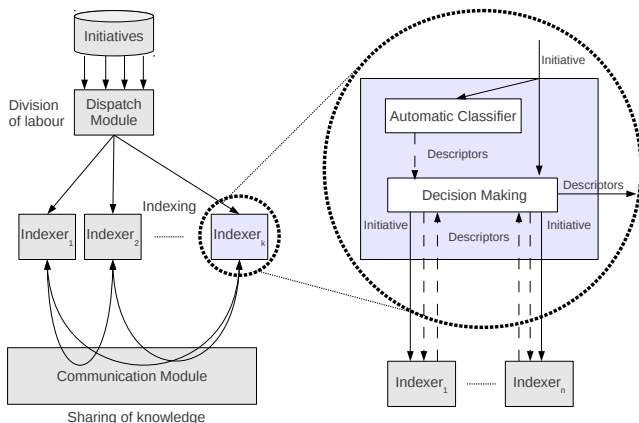 Initiatives
Division
of labour
Dispatch
Module
Indexing
Indexer1
Indexer2
........
Indexerk
Communication Module
Sharing of knowledge
Initiative
Automatic Classifier
Descriptors
Decision Making
Descriptors
Initiative
Descriptors
Initiative
Indexer1
........
Indexern